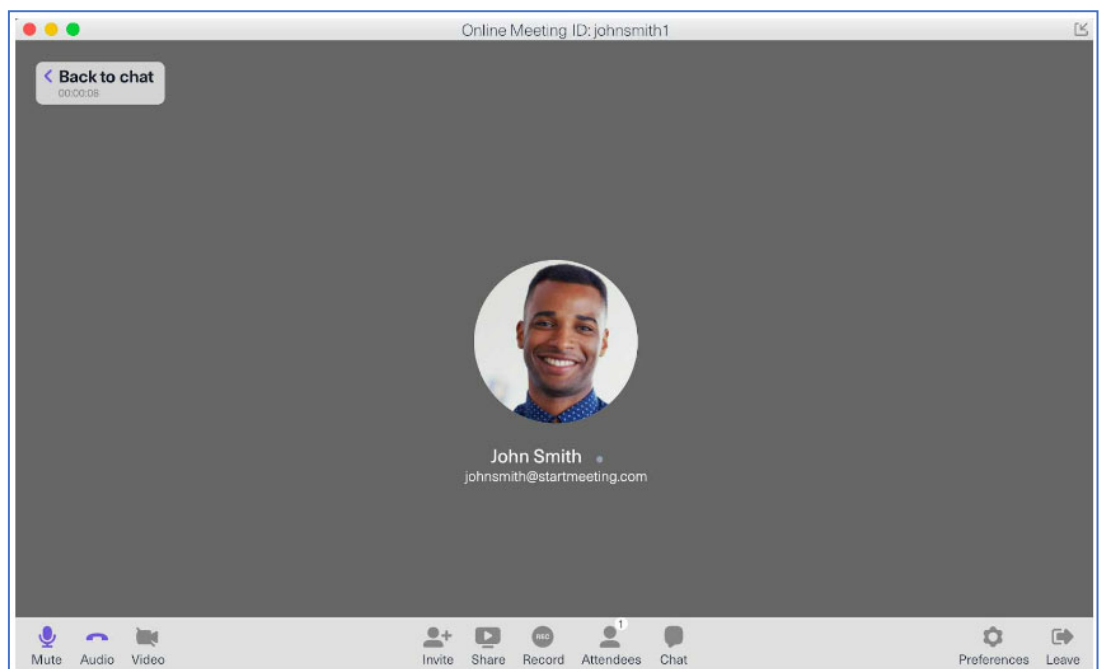 Online Meeting ID: johnsmith1
Back to chat
00:00:08
John Smith
johnsmith@startmeeting.com
1
REC
Mute Audio Video Invite Share Record Attendees Chat Preferences Leave